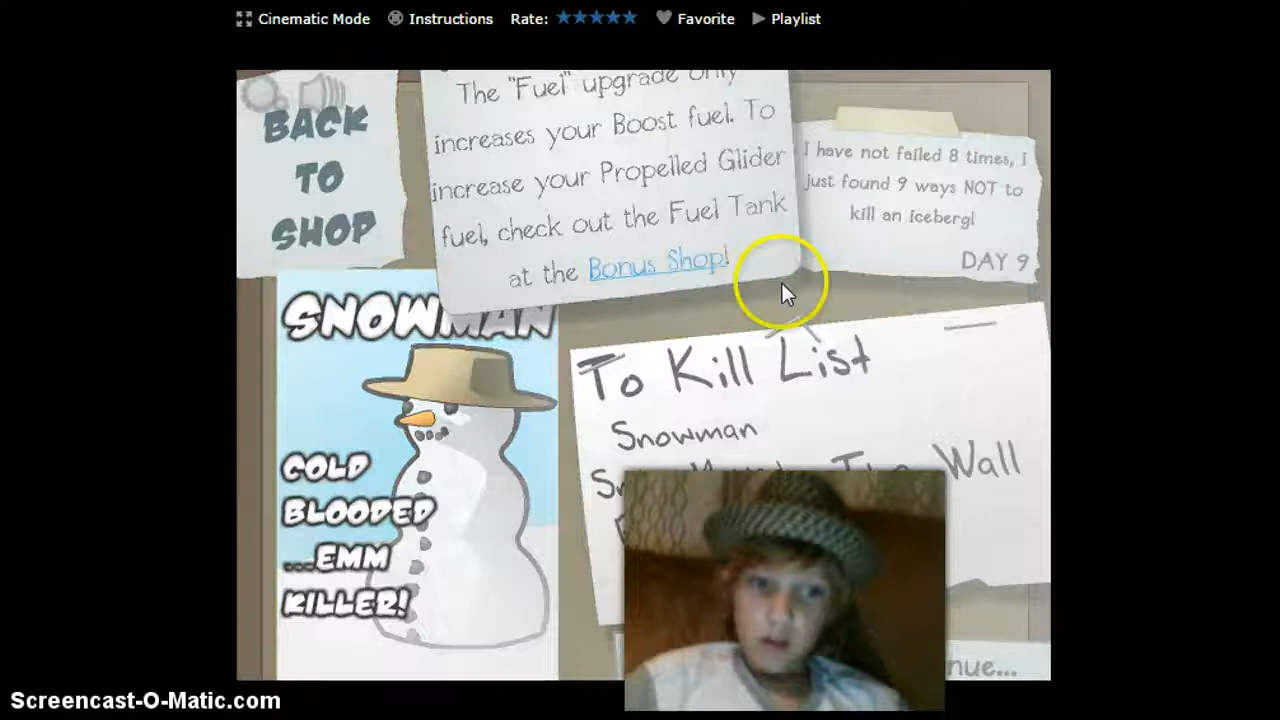 Cinematic Mode Instructions Rate: Favorite Playlist
BACK
TO
SHOP
The "Fuel" upgrade only
increases your Boost fuel. To
increase your Propelled Glider
fuel, check out the Fuel Tank
at the Bonus Shop!
I have not failed 8 times, I
just found 9 ways NOT to
kill an iceberg!
DAY 9
SNOWMAN
COLD
BLOODED
...EMM
KILLER!
To Kill List
Snowman
Wall
Screencast-O-Matic.com